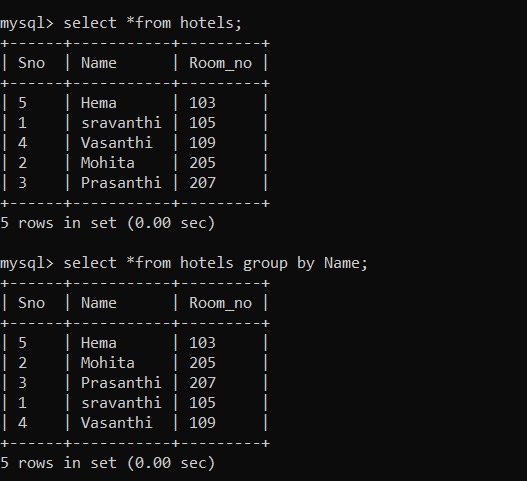 mysql> select *from hotels;
+------+-----------+---------+
| Sno  | Name      | Room_no |
+------+-----------+---------+
| 5    | Hema      | 103     |
| 1    | sravanthi | 105     |
| 4    | Vasanthi  | 109     |
| 2    | Mohita    | 205     |
| 3    | Prasanthi | 207     |
+------+-----------+---------+
5 rows in set (0.00 sec)
mysql> select *from hotels group by Name;
+------+-----------+---------+
| Sno  | Name      | Room_no |
+------+-----------+---------+
| 5    | Hema      | 103     |
| 2    | Mohita    | 205     |
| 3    | Prasanthi | 207     |
| 1    | sravanthi | 105     |
| 4    | Vasanthi  | 109     |
+------+-----------+---------+
5 rows in set (0.00 sec)